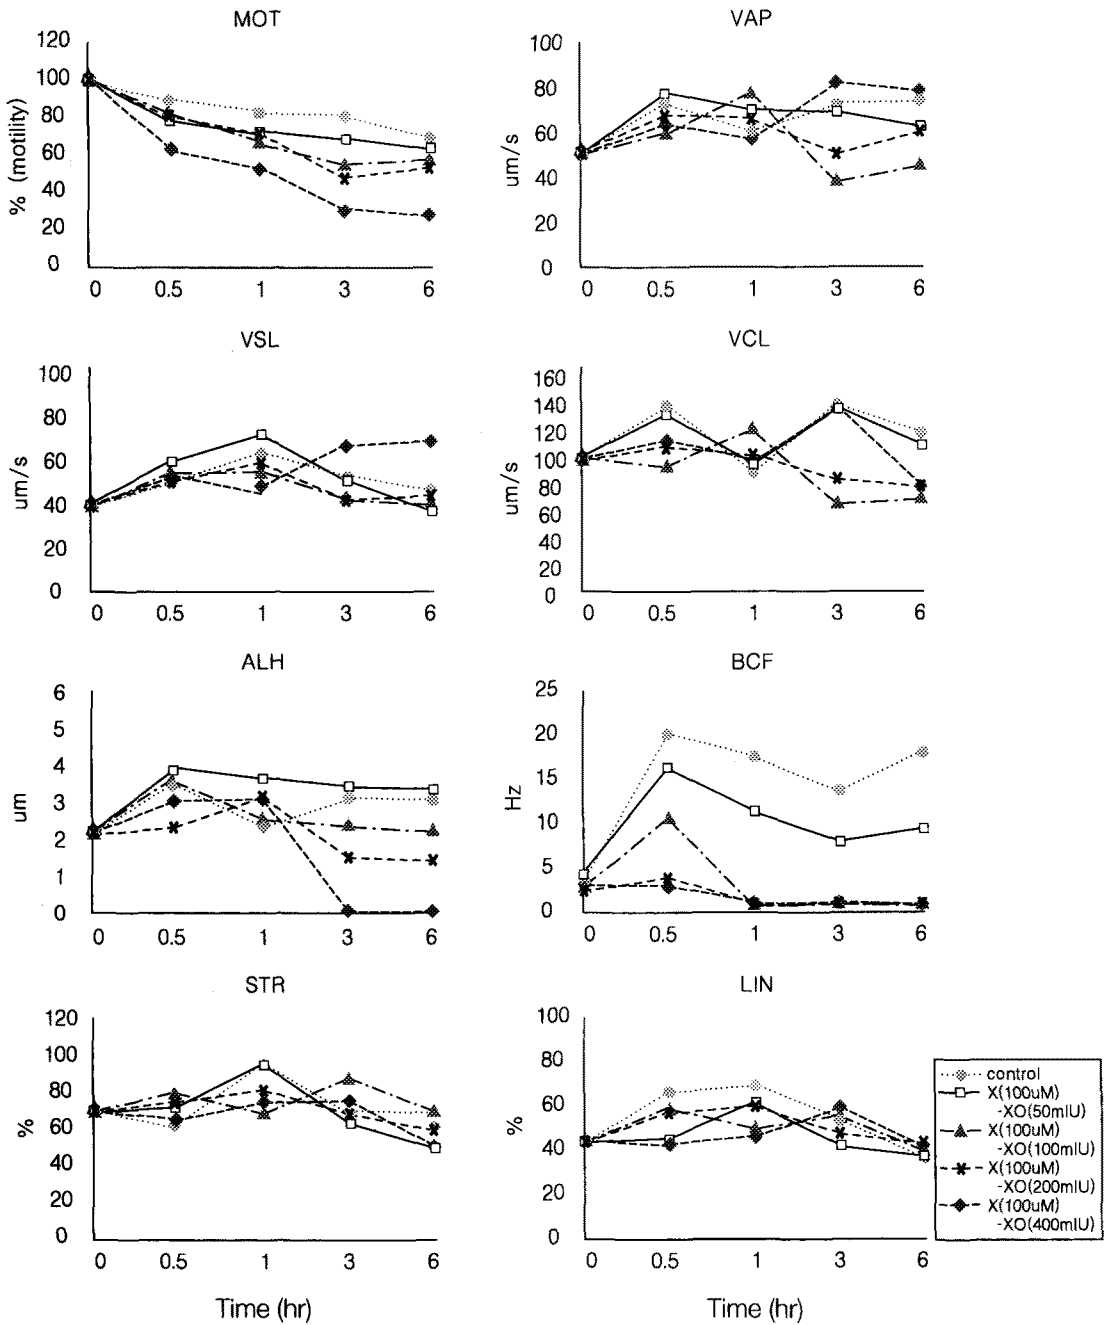 MOT
120
100
80
60
40
20
0
% (motility)
0 0.5 1 3 6
VAP
100
80
60
40
20
0
um/s
0 0.5 1 3 6
VSL
100
80
60
40
20
0
um/s
0 0.5 1 3 6
VCL
160
140
120
100
80
60
40
20
0
um/s
0 0.5 1 3 6
ALH
6
5
4
3
2
1
0
um
0 0.5 1 3 6
BCF
25
20
15
10
5
0
Hz
0 0.5 1 3 6
STR
120
100
80
60
40
20
0
%
0 0.5 1 3 6
Time (hr)
LIN
100
80
60
40
20
0
%
0 0.5 1 3 6
Time (hr)
control
X(100uM)
-XO(50mIU)
X(100uM)
-XO(100mIU)
X(100uM)
-XO(200mIU)
X(100uM)
-XO(400mIU)